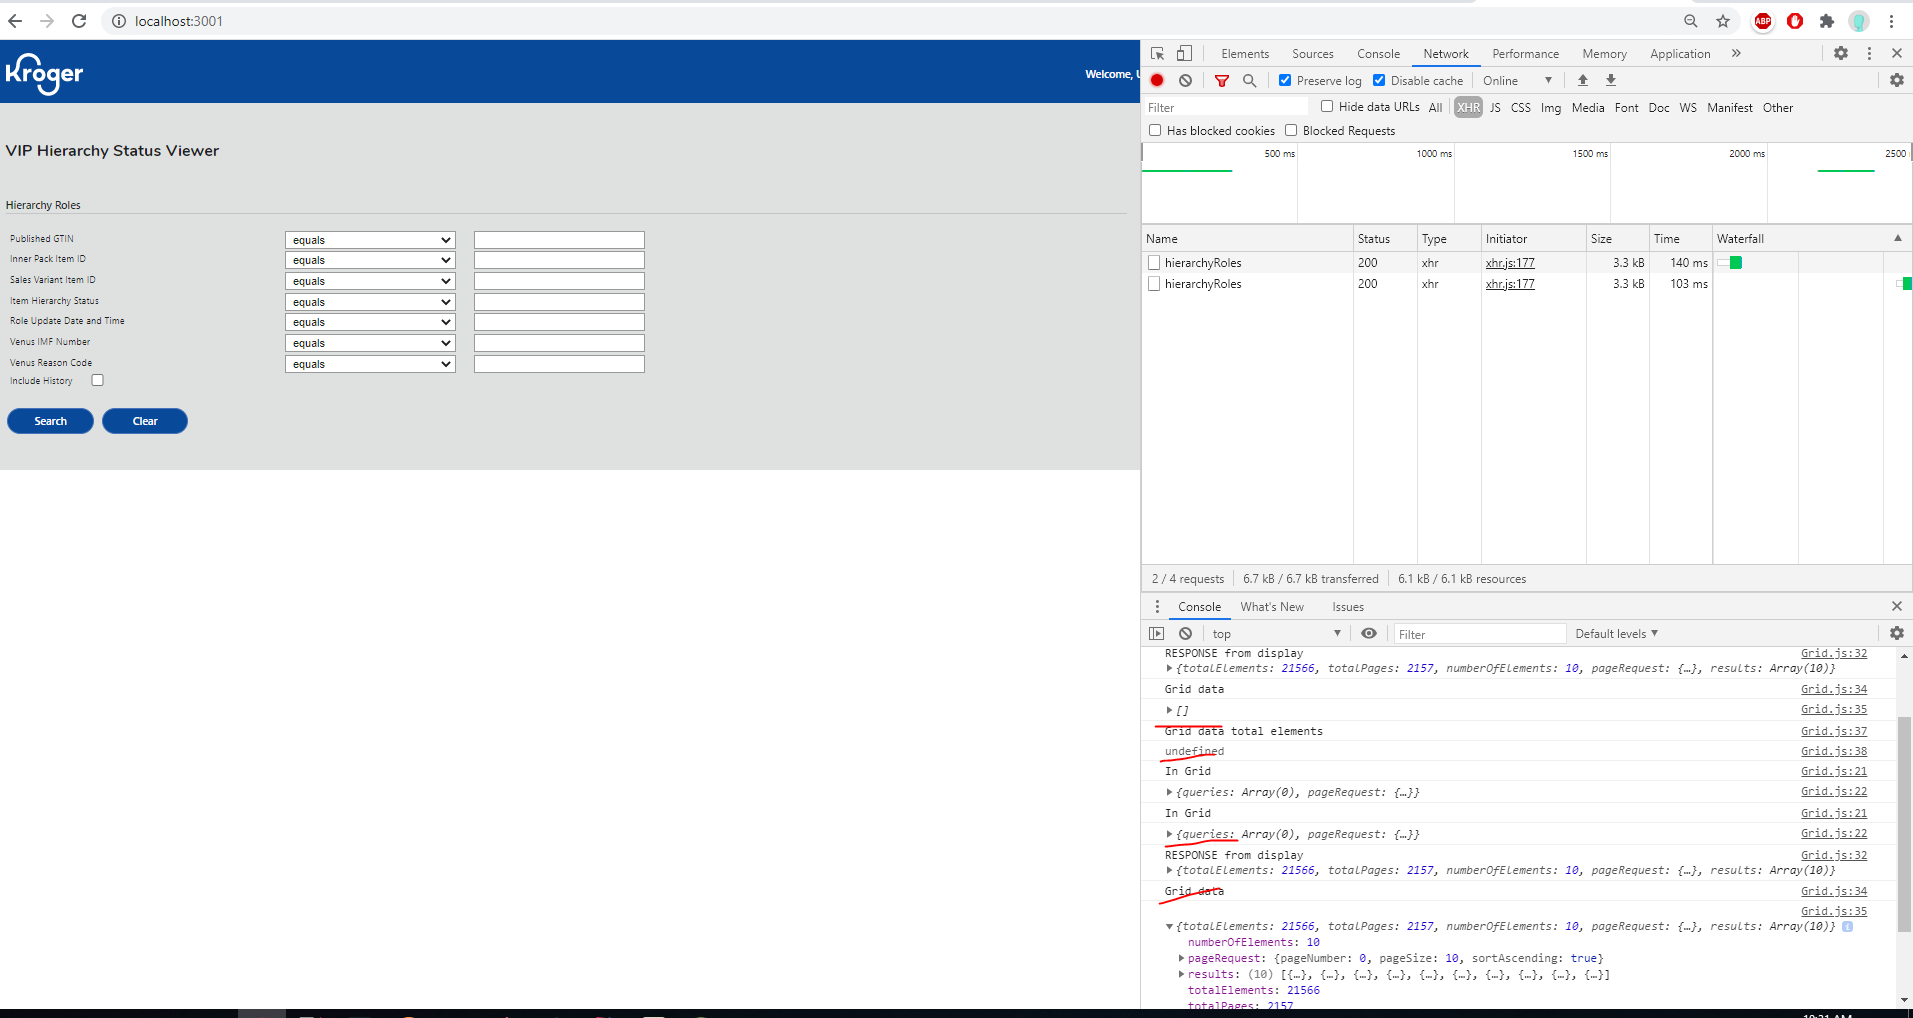 localhost:3001
ABP
Kroger
Welcome, U
VIP Hierarchy Status Viewer
Hierarchy Roles
Published GTIN equals
Inner Pack Item ID equals
Sales Variant Item ID equals
Item Hierarchy Status equals
Role Update Date and Time equals
Venus IMF Number equals
Venus Reason Code equals
Include History
Search Clear
Elements Sources Console Network Performance Memory Application »
Preserve log Disable cache Online ▼
Filter Hide data URLs All XHR JS CSS Img Media Font Doc WS Manifest Other
Has blocked cookies Blocked Requests
500 ms 1000 ms 1500 ms 2000 ms 2500
Name Status Type Initiator Size Time Waterfall
hierarchyRoles 200 xhr xhr.js:177 3.3 kB 140 ms
hierarchyRoles 200 xhr xhr.js:177 3.3 kB 103 ms
2 / 4 requests 6.7 kB / 6.7 kB transferred 6.1 kB / 6.1 kB resources
Console What's New Issues
top ▼ Filter Default levels ▼
RESPONSE from display Grid.js:32
{totalElements: 21566, totalPages: 2157, numberOfElements: 10, pageRequest: {…}, results: Array(10)}
Grid data Grid.js:34
[] Grid.js:35
Grid data total elements Grid.js:37
undefined Grid.js:38
In Grid Grid.js:21
{queries: Array(0), pageRequest: {…}} Grid.js:22
In Grid Grid.js:21
{queries: Array(0), pageRequest: {…}} Grid.js:22
RESPONSE from display Grid.js:32
{totalElements: 21566, totalPages: 2157, numberOfElements: 10, pageRequest: {…}, results: Array(10)}
Grid data Grid.js:34
Grid.js:35
{totalElements: 21566, totalPages: 2157, numberOfElements: 10, pageRequest: {…}, results: Array(10)}
numberOfElements: 10
pageRequest: {pageNumber: 0, pageSize: 10, sortAscending: true}
results: (10) [{…}, {…}, {…}, {…}, {…}, {…}, {…}, {…}, {…}, {…}]
totalElements: 21566
totalPages: 2157
10:21 AM